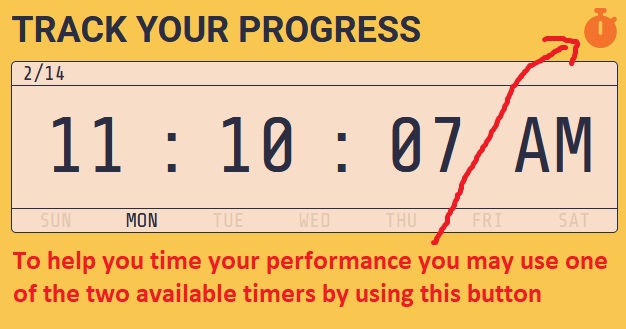 TRACK YOUR PROGRESS
2/14
11 : 10 : 07 AM
SUN MON TUE WED THU FRI SAT
To help you time your performance you may use one
of the two available timers by using this button